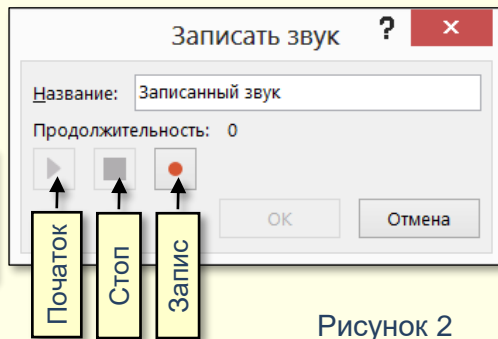 Записать звук ?
Название: Записанный звук
Продолжительность: 0
ОК Отмена
Початок
Стоп
Запис
Рисунок 2